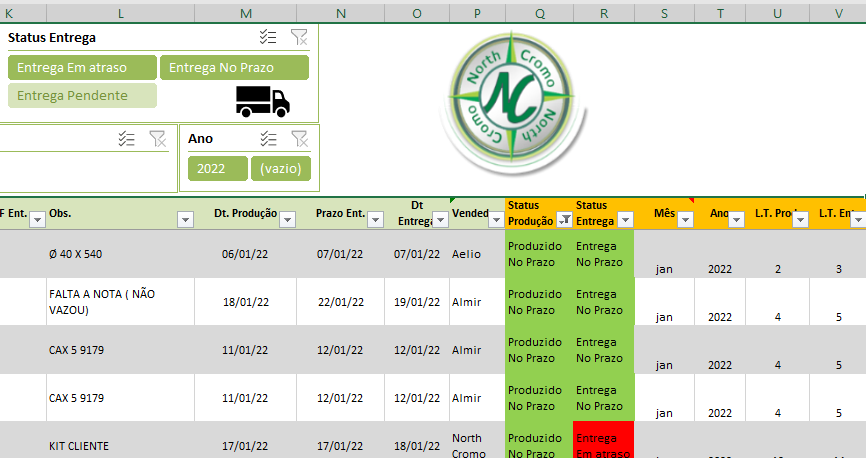 K L M N O P Q R S T U V
Status Entrega
Entrega Em atraso Entrega No Prazo
Entrega Pendente
North Cromo
North Cromo
NC
Ano
2022 (vazio)
F Ent. Obs. Dt. Produção Prazo Ent. Dt Entrega Vended Status Produção Status Entrega Mês Ano L.T. Prod L.T. En
Ø 40 X 540 06/01/22 07/01/22 07/01/22 Aelio Produzido No Prazo Entrega No Prazo jan 2022 2 3
FALTA A NOTA ( NÃO VAZOU) 18/01/22 22/01/22 19/01/22 Almir Produzido No Prazo Entrega No Prazo jan 2022 4 5
CAX 5 9179 11/01/22 12/01/22 12/01/22 Almir Produzido No Prazo Entrega No Prazo jan 2022 4 5
CAX 5 9179 11/01/22 12/01/22 12/01/22 Almir Produzido No Prazo Entrega No Prazo jan 2022 4 5
KIT CLIENTE 17/01/22 17/01/22 18/01/22 North Cromo Produzido No Prazo Entrega Em atraso